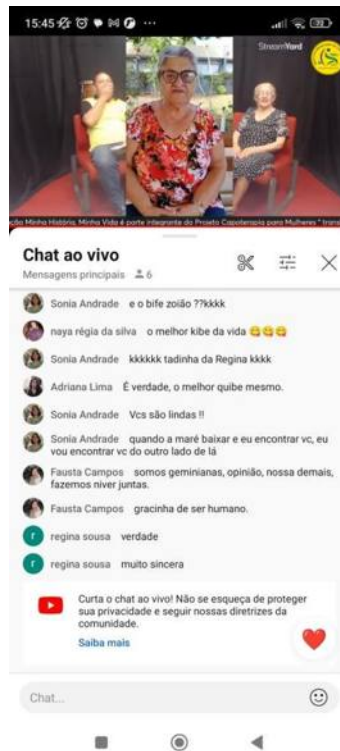 15:45
StreamYard
ção Minha História, Minha Vida é parte integrante do Projeto Capoterapia para Mulheres " trans
Chat ao vivo
Mensagens principais 6
Sonia Andrade e o bife zoião ??kkkk
naya régia da silva o melhor kibe da vida 😋😋😋
Sonia Andrade kkkkkk tadinha da Regina kkkk
Adriana Lima É verdade, o melhor quibe mesmo.
Sonia Andrade Vcs são lindas !!
Sonia Andrade quando a maré baixar e eu encontrar vc, eu
vou encontrar vc do outro lado de lá
Fausta Campos somos geminianas, opinião, nossa demais,
fazemos niver juntas.
Fausta Campos gracinha de ser humano.
r regina sousa verdade
r regina sousa muito sincera
Curta o chat ao vivo! Não se esqueça de proteger
sua privacidade e seguir nossas diretrizes da
comunidade.
Saiba mais
Chat...